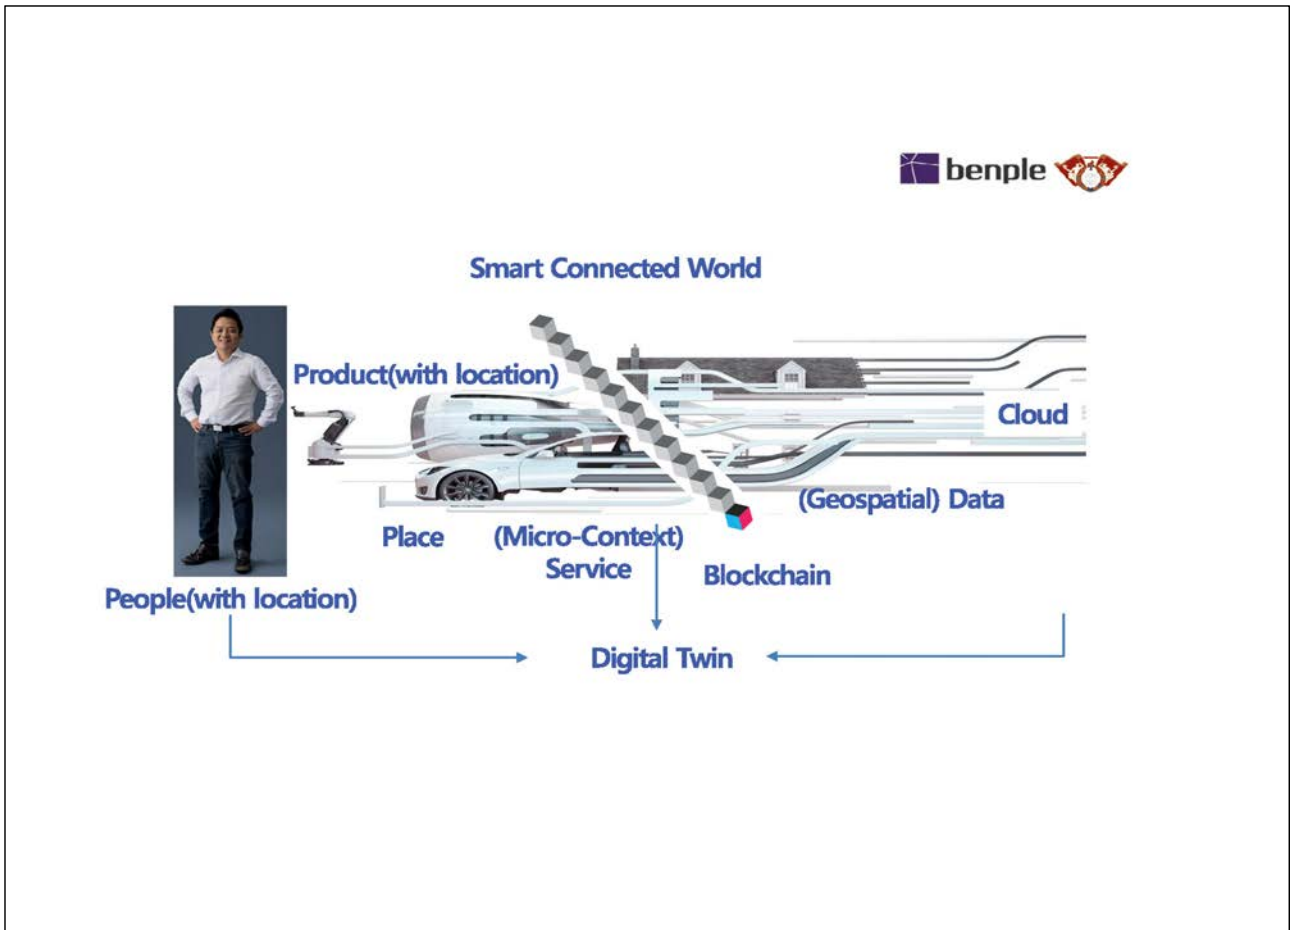 benple
Smart Connected World
Product(with location)
Cloud
(Geospatial) Data
Place
(Micro-Context)
Service
Blockchain
People(with location)
Digital Twin